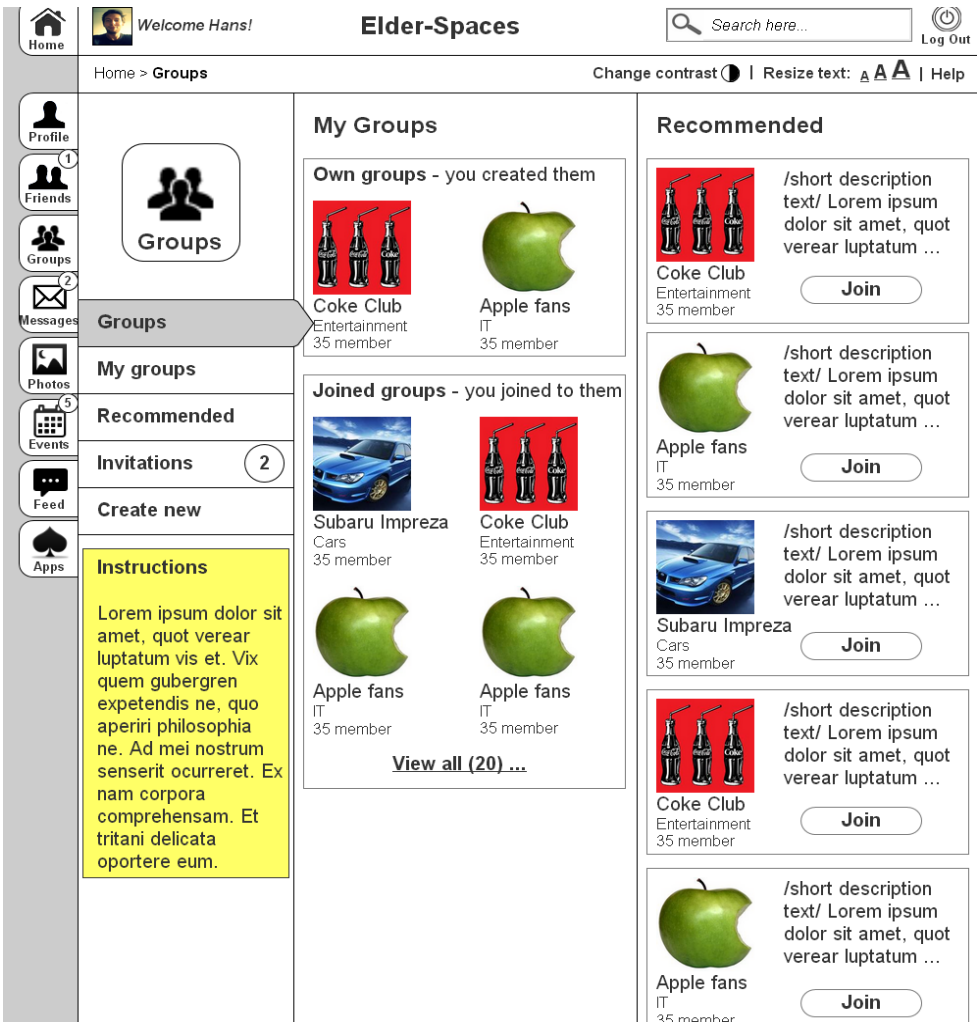 Home
Welcome Hans!
Elder-Spaces
Search here...
Log Out
Home > Groups
Change contrast | Resize text: A A A | Help
Profile
1
Friends
Groups
2
Messages
Photos
5
Events
Feed
Apps
Groups
Groups
My groups
Recommended
Invitations 2
Create new
Instructions
Lorem ipsum dolor sit
amet, quot verear
luptatum vis et. Vix
quem gubergren
expetendis ne, quo
aperiri philosophia
ne. Ad mei nostrum
senserit ocurreret. Ex
nam corpora
comprehensam. Et
tritani delicata
oportere eum.
My Groups
Own groups - you created them
Coke Club
Entertainment
35 member
Apple fans
IT
35 member
Joined groups - you joined to them
Subaru Impreza
Cars
35 member
Coke Club
Entertainment
35 member
Apple fans
IT
35 member
Apple fans
IT
35 member
View all (20) ...
Recommended
/short description
text/ Lorem ipsum
dolor sit amet, quot
verear luptatum ...
Coke Club
Entertainment
35 member
Join
/short description
text/ Lorem ipsum
dolor sit amet, quot
verear luptatum ...
Apple fans
IT
35 member
Join
/short description
text/ Lorem ipsum
dolor sit amet, quot
verear luptatum ...
Subaru Impreza
Cars
35 member
Join
/short description
text/ Lorem ipsum
dolor sit amet, quot
verear luptatum ...
Coke Club
Entertainment
35 member
Join
/short description
text/ Lorem ipsum
dolor sit amet, quot
verear luptatum ...
Apple fans
IT
35 member
Join